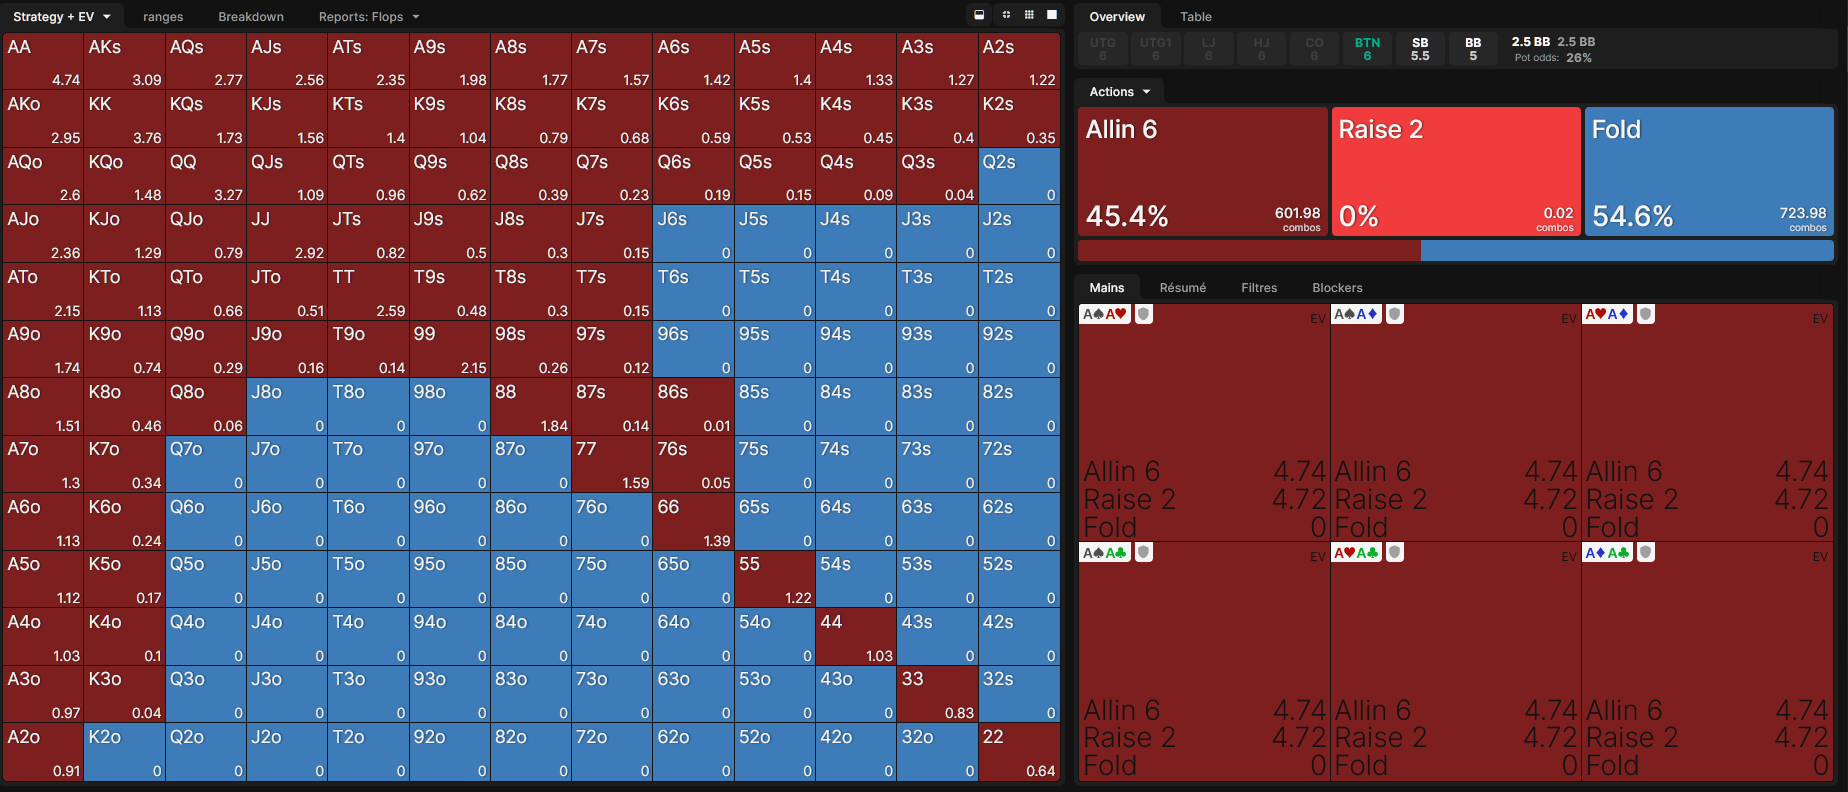 Strategy + EV ranges Breakdown Reports: Flops
AA AKs AQs AJs ATs A9s A8s A7s A6s A5s A4s A3s A2s
4.74 3.09 2.77 2.56 2.35 1.98 1.77 1.57 1.42 1.4 1.33 1.27 1.22
AKo KK KQs KJs KTs K9s K8s K7s K6s K5s K4s K3s K2s
2.95 3.76 1.73 1.56 1.4 1.04 0.79 0.68 0.59 0.53 0.45 0.4 0.35
AQo KQo QQ QJs QTs Q9s Q8s Q7s Q6s Q5s Q4s Q3s Q2s
2.6 1.48 3.27 1.09 0.96 0.62 0.39 0.23 0.19 0.15 0.09 0.04 0
AJo KJo QJo JJ JTs J9s J8s J7s J6s J5s J4s J3s J2s
2.36 1.29 0.79 2.92 0.82 0.5 0.3 0.15 0 0 0 0 0
ATo KTo QTo JTo TT T9s T8s T7s T6s T5s T4s T3s T2s
2.15 1.13 0.66 0.51 2.59 0.48 0.3 0.15 0 0 0 0 0
A9o K9o Q9o J9o T9o 99 98s 97s 96s 95s 94s 93s 92s
1.74 0.74 0.29 0.16 0.14 2.15 0.26 0.12 0 0 0 0 0
A8o K8o Q8o J8o T8o 98o 88 87s 86s 85s 84s 83s 82s
1.51 0.46 0.06 0 0 0 1.84 0.14 0.01 0 0 0 0
A7o K7o Q7o J7o T7o 97o 87o 77 76s 75s 74s 73s 72s
1.3 0.34 0 0 0 0 0 1.59 0.05 0 0 0 0
A6o K6o Q6o J6o T6o 96o 86o 76o 66 65s 64s 63s 62s
1.13 0.24 0 0 0 0 0 0 1.39 0 0 0 0
A5o K5o Q5o J5o T5o 95o 85o 75o 65o 55 54s 53s 52s
1.12 0.17 0 0 0 0 0 0 0 1.22 0 0 0
A4o K4o Q4o J4o T4o 94o 84o 74o 64o 54o 44 43s 42s
1.03 0.1 0 0 0 0 0 0 0 0 1.03 0 0
A3o K3o Q3o J3o T3o 93o 83o 73o 63o 53o 43o 33 32s
0.97 0.04 0 0 0 0 0 0 0 0 0 0.83 0
A2o K2o Q2o J2o T2o 92o 82o 72o 62o 52o 42o 32o 22
0.91 0 0 0 0 0 0 0 0 0 0 0 0.64
Overview Table
UTG UTG1 LJ HJ CO BTN SB BB 2.5 BB 2.5 BB
6 6 6 6 6 6 5.5 5 Pot odds: 26%
Actions
Allin 6 Raise 2 Fold
45.4% 601.98 combos 0% 0.02 combos 54.6% 723.98 combos
Mains Résumé Filtres Blockers
A♠A♥ EV A♠A♦ EV A♥A♦ EV
Allin 6 4.74 Allin 6 4.74 Allin 6 4.74
Raise 2 4.72 Raise 2 4.72 Raise 2 4.72
Fold 0 Fold 0 Fold 0
A♠A♣ EV A♥A♣ EV A♦A♣ EV
Allin 6 4.74 Allin 6 4.74 Allin 6 4.74
Raise 2 4.72 Raise 2 4.72 Raise 2 4.72
Fold 0 Fold 0 Fold 0